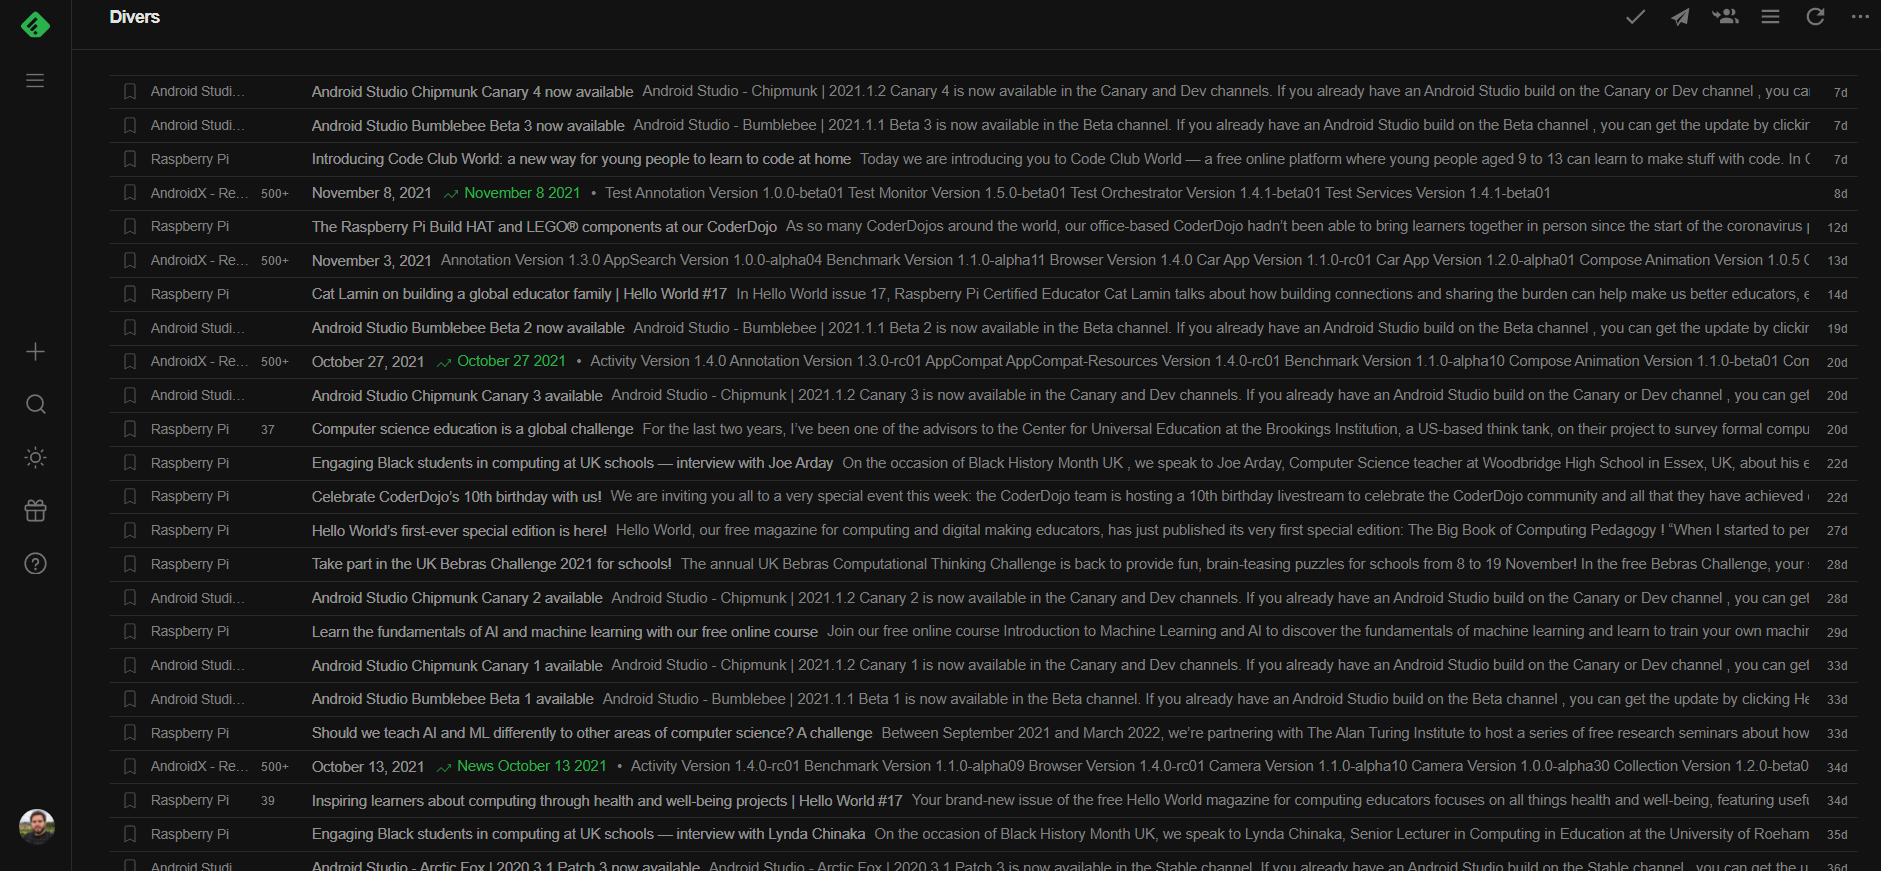 Divers
Android Studi... Android Studio Chipmunk Canary 4 now available Android Studio - Chipmunk | 2021.1.2 Canary 4 is now available in the Canary and Dev channels. If you already have an Android Studio build on the Canary or Dev channel , you ca 7d
Android Studi... Android Studio Bumblebee Beta 3 now available Android Studio - Bumblebee | 2021.1.1 Beta 3 is now available in the Beta channel. If you already have an Android Studio build on the Beta channel , you can get the update by clickin 7d
Raspberry Pi Introducing Code Club World: a new way for young people to learn to code at home Today we are introducing you to Code Club World — a free online platform where young people aged 9 to 13 can learn to make stuff with code. In 7d
AndroidX - Re... 500+ November 8, 2021 November 8 2021 • Test Annotation Version 1.0.0-beta01 Test Monitor Version 1.5.0-beta01 Test Orchestrator Version 1.4.1-beta01 Test Services Version 1.4.1-beta01 8d
Raspberry Pi The Raspberry Pi Build HAT and LEGO® components at our CoderDojo As so many CoderDojos around the world, our office-based CoderDojo hadn't been able to bring learners together in person since the start of the coronavirus 12d
AndroidX - Re... 500+ November 3, 2021 Annotation Version 1.3.0 AppSearch Version 1.0.0-alpha04 Benchmark Version 1.1.0-alpha11 Browser Version 1.4.0 Car App Version 1.1.0-rc01 Car App Version 1.2.0-alpha01 Compose Animation Version 1.0.5 13d
Raspberry Pi Cat Lamin on building a global educator family | Hello World #17 In Hello World issue 17, Raspberry Pi Certified Educator Cat Lamin talks about how building connections and sharing the burden can help make us better educators, 14d
Android Studi... Android Studio Bumblebee Beta 2 now available Android Studio - Bumblebee | 2021.1.1 Beta 2 is now available in the Beta channel. If you already have an Android Studio build on the Beta channel , you can get the update by clickin 19d
AndroidX - Re... 500+ October 27, 2021 October 27 2021 • Activity Version 1.4.0 Annotation Version 1.3.0-rc01 AppCompat AppCompat-Resources Version 1.4.0-rc01 Benchmark Version 1.1.0-alpha10 Compose Animation Version 1.1.0-beta01 Com 20d
Android Studi... Android Studio Chipmunk Canary 3 available Android Studio - Chipmunk | 2021.1.2 Canary 3 is now available in the Canary and Dev channels. If you already have an Android Studio build on the Canary or Dev channel , you can get 20d
Raspberry Pi 37 Computer science education is a global challenge For the last two years, I've been one of the advisors to the Center for Universal Education at the Brookings Institution, a US-based think tank, on their project to survey formal compu 20d
Raspberry Pi Engaging Black students in computing at UK schools — interview with Joe Arday On the occasion of Black History Month UK , we speak to Joe Arday, Computer Science teacher at Woodbridge High School in Essex, UK, about his 22d
Raspberry Pi Celebrate CoderDojo's 10th birthday with us! We are inviting you all to a very special event this week: the CoderDojo team is hosting a 10th birthday livestream to celebrate the CoderDojo community and all that they have achieved 22d
Raspberry Pi Hello World's first-ever special edition is here! Hello World, our free magazine for computing and digital making educators, has just published its very first special edition: The Big Book of Computing Pedagogy ! “When I started to per 27d
Raspberry Pi Take part in the UK Bebras Challenge 2021 for schools! The annual UK Bebras Computational Thinking Challenge is back to provide fun, brain-teasing puzzles for schools from 8 to 19 November! In the free Bebras Challenge, your 28d
Android Studi... Android Studio Chipmunk Canary 2 available Android Studio - Chipmunk | 2021.1.2 Canary 2 is now available in the Canary and Dev channels. If you already have an Android Studio build on the Canary or Dev channel , you can get 28d
Raspberry Pi Learn the fundamentals of AI and machine learning with our free online course Join our free online course Introduction to Machine Learning and AI to discover the fundamentals of machine learning and learn to train your own machin 29d
Android Studi... Android Studio Chipmunk Canary 1 available Android Studio - Chipmunk | 2021.1.2 Canary 1 is now available in the Canary and Dev channels. If you already have an Android Studio build on the Canary or Dev channel , you can get 33d
Android Studi... Android Studio Bumblebee Beta 1 available Android Studio - Bumblebee | 2021.1.1 Beta 1 is now available in the Beta channel. If you already have an Android Studio build on the Beta channel , you can get the update by clicking He 33d
Raspberry Pi Should we teach AI and ML differently to other areas of computer science? A challenge Between September 2021 and March 2022, we're partnering with The Alan Turing Institute to host a series of free research seminars about how 33d
AndroidX - Re... 500+ October 13, 2021 News October 13 2021 • Activity Version 1.4.0-rc01 Benchmark Version 1.1.0-alpha09 Browser Version 1.4.0-rc01 Camera Version 1.1.0-alpha10 Camera Version 1.0.0-alpha30 Collection Version 1.2.0-beta0 34d
Raspberry Pi 39 Inspiring learners about computing through health and well-being projects | Hello World #17 Your brand-new issue of the free Hello World magazine for computing educators focuses on all things health and well-being, featuring usefu 34d
Raspberry Pi Engaging Black students in computing at UK schools — interview with Lynda Chinaka On the occasion of Black History Month UK, we speak to Lynda Chinaka, Senior Lecturer in Computing in Education at the University of Roeham 35d
Android Studi... Android Studio - Arctic Fox | 2020.3.1 Patch 3 now available Android Studio - Arctic Fox | 2020.3.1 Patch 3 is now available in the Stable channel. If you already have an Android Studio build on the Stable channel , you can get the u 36d